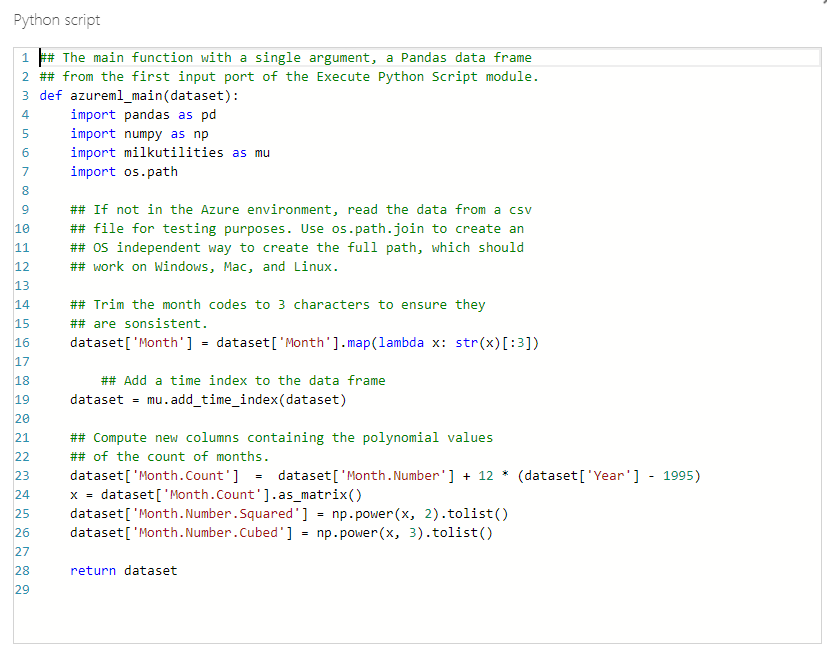 Python script
1 ## The main function with a single argument, a Pandas data frame
2 ## from the first input port of the Execute Python Script module.
3 def azureml_main(dataset):
4     import pandas as pd
5     import numpy as np
6     import milkutilities as mu
7     import os.path
8
9     ## If not in the Azure environment, read the data from a csv
10     ## file for testing purposes. Use os.path.join to create an
11     ## OS independent way to create the full path, which should
12     ## work on Windows, Mac, and Linux.
13
14     ## Trim the month codes to 3 characters to ensure they
15     ## are sonsistent.
16     dataset['Month'] = dataset['Month'].map(lambda x: str(x)[:3])
17
18         ## Add a time index to the data frame
19     dataset = mu.add_time_index(dataset)
20
21     ## Compute new columns containing the polynomial values
22     ## of the count of months.
23     dataset['Month.Count']  =  dataset['Month.Number'] + 12 * (dataset['Year'] - 1995)
24     x = dataset['Month.Count'].as_matrix()
25     dataset['Month.Number.Squared'] = np.power(x, 2).tolist()
26     dataset['Month.Number.Cubed'] = np.power(x, 3).tolist()
27
28     return dataset
29